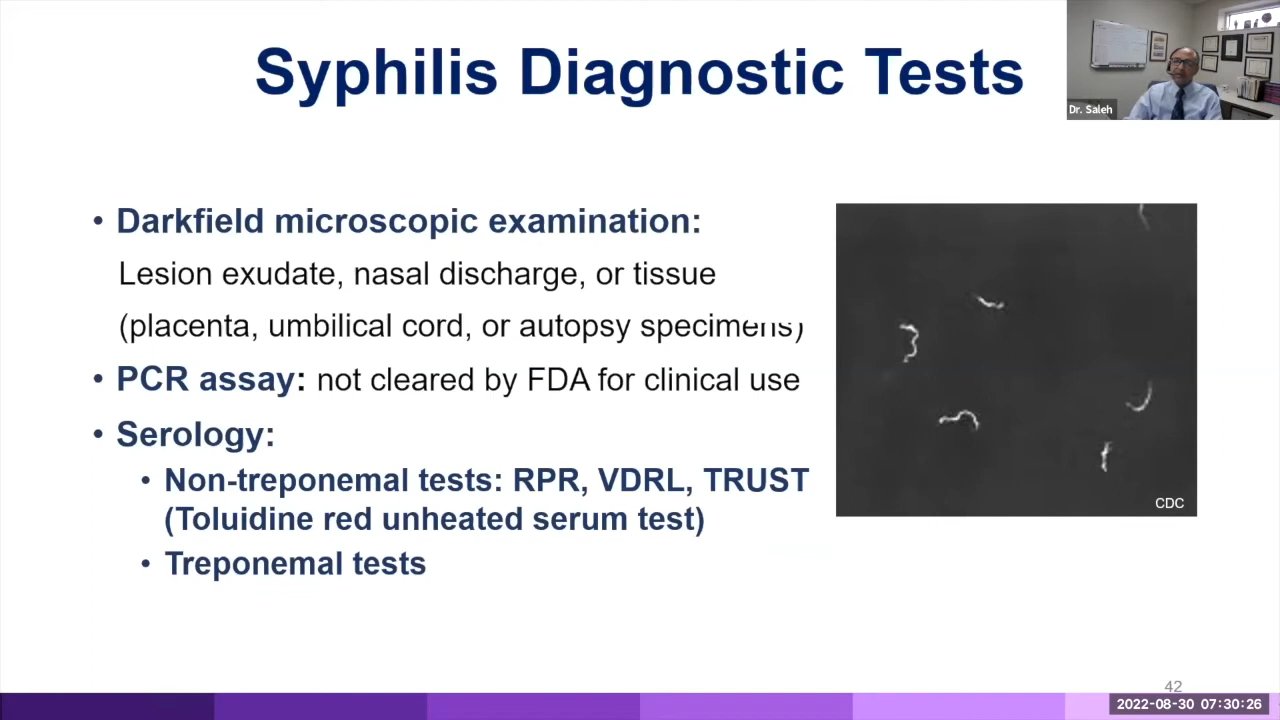 Syphilis Diagnostic Tests
Dr. Saleh
• Darkfield microscopic examination:
Lesion exudate, nasal discharge, or tissue
(placenta, umbilical cord, or autopsy specimens)
• PCR assay: not cleared by FDA for clinical use
• Serology:
• Non-treponemal tests: RPR, VDRL, TRUST
(Toluidine red unheated serum test)
• Treponemal tests
CDC
42
2022-08-30 07:30:26